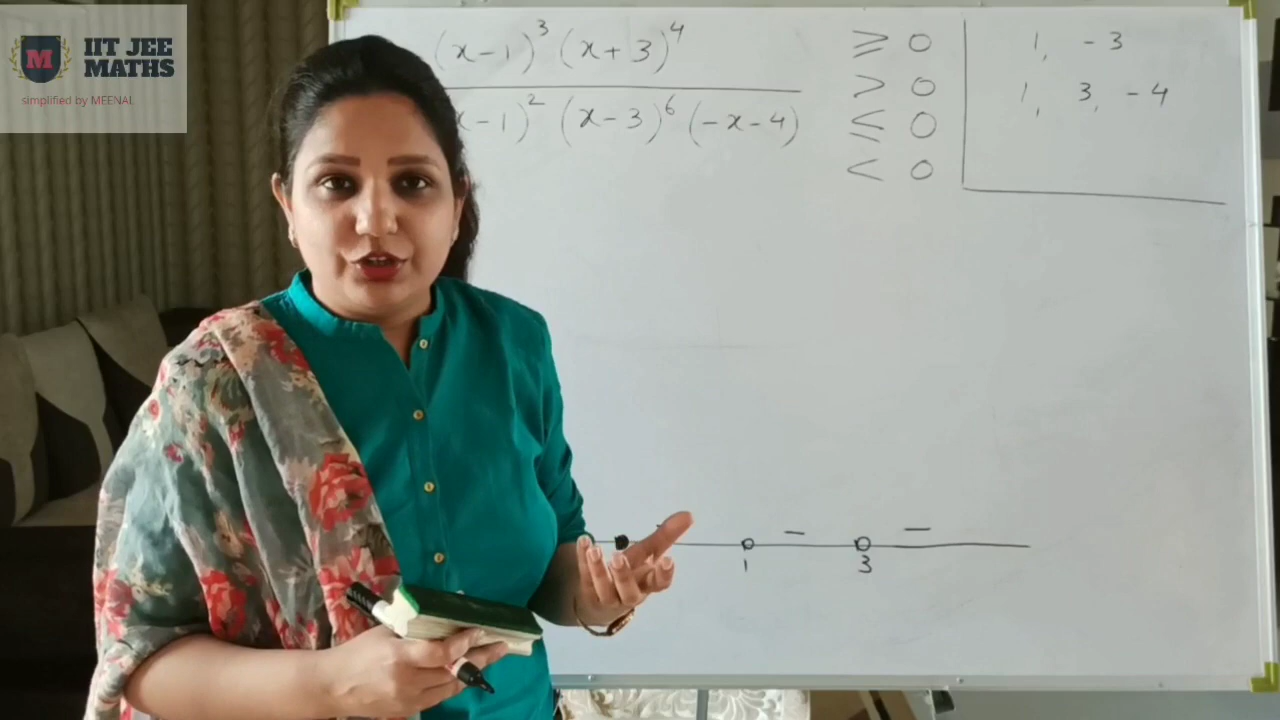 IIT JEE
MATHS
M
simplified by MEENAL
(x-1)³ (x+3)⁴ ≥ 0
> 0
x-1)² (x-3)⁶ (-x-4) ≤ 0
< 0
1, -3
1, 3, -4
— —
1 3